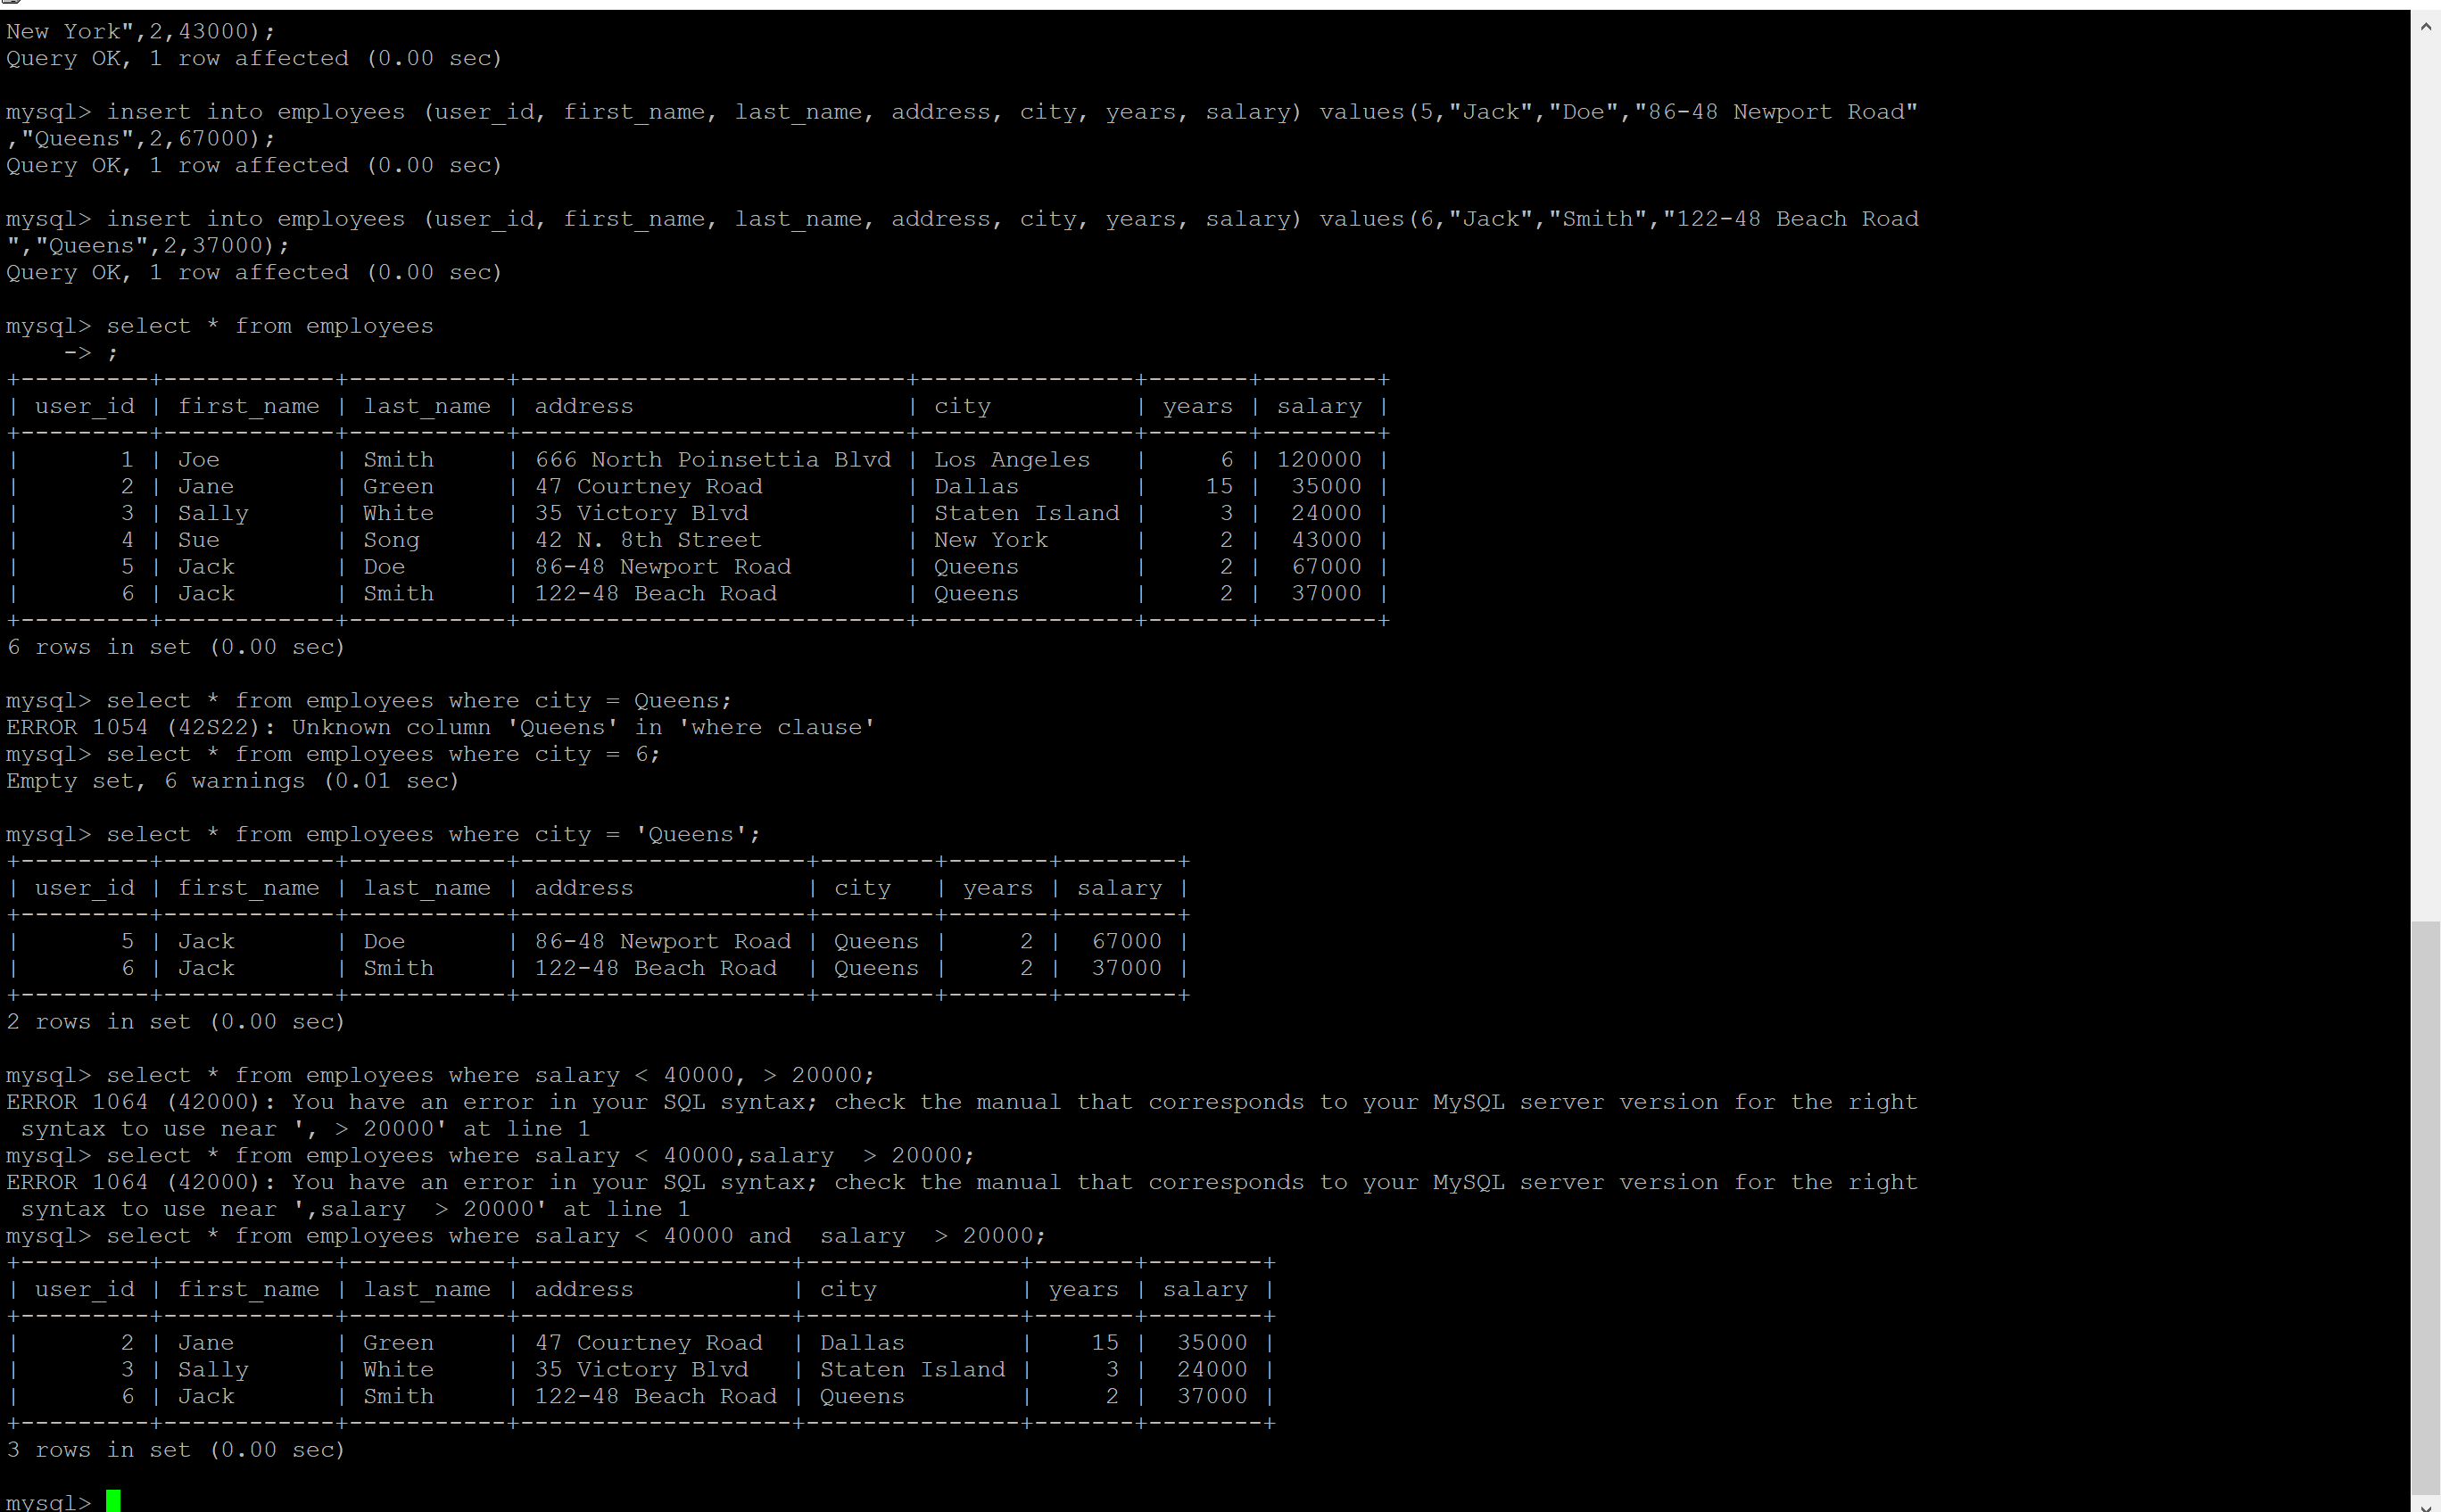 New York",2,43000);
Query OK, 1 row affected (0.00 sec)

mysql> insert into employees (user_id, first_name, last_name, address, city, years, salary) values(5,"Jack","Doe","86-48 Newport Road"
,"Queens",2,67000);
Query OK, 1 row affected (0.00 sec)

mysql> insert into employees (user_id, first_name, last_name, address, city, years, salary) values(6,"Jack","Smith","122-48 Beach Road
","Queens",2,37000);
Query OK, 1 row affected (0.00 sec)

mysql> select * from employees
    -> ;
+---------+------------+-----------+---------------------------+---------------+-------+--------+
| user_id | first_name | last_name | address                   | city          | years | salary |
+---------+------------+-----------+---------------------------+---------------+-------+--------+
|       1 | Joe        | Smith     | 666 North Poinsettia Blvd | Los Angeles   |     6 | 120000 |
|       2 | Jane       | Green     | 47 Courtney Road          | Dallas        |    15 |  35000 |
|       3 | Sally      | White     | 35 Victory Blvd           | Staten Island |     3 |  24000 |
|       4 | Sue        | Song      | 42 N. 8th Street          | New York      |     2 |  43000 |
|       5 | Jack       | Doe       | 86-48 Newport Road        | Queens        |     2 |  67000 |
|       6 | Jack       | Smith     | 122-48 Beach Road         | Queens        |     2 |  37000 |
+---------+------------+-----------+---------------------------+---------------+-------+--------+
6 rows in set (0.00 sec)

mysql> select * from employees where city = Queens;
ERROR 1054 (42S22): Unknown column 'Queens' in 'where clause'
mysql> select * from employees where city = 6;
Empty set, 6 warnings (0.01 sec)

mysql> select * from employees where city = 'Queens';
+---------+------------+-----------+--------------------+--------+-------+--------+
| user_id | first_name | last_name | address            | city   | years | salary |
+---------+------------+-----------+--------------------+--------+-------+--------+
|       5 | Jack       | Doe       | 86-48 Newport Road | Queens |     2 |  67000 |
|       6 | Jack       | Smith     | 122-48 Beach Road  | Queens |     2 |  37000 |
+---------+------------+-----------+--------------------+--------+-------+--------+
2 rows in set (0.00 sec)

mysql> select * from employees where salary < 40000, > 20000;
ERROR 1064 (42000): You have an error in your SQL syntax; check the manual that corresponds to your MySQL server version for the right
 syntax to use near ', > 20000' at line 1
mysql> select * from employees where salary < 40000,salary  > 20000;
ERROR 1064 (42000): You have an error in your SQL syntax; check the manual that corresponds to your MySQL server version for the right
 syntax to use near ',salary  > 20000' at line 1
mysql> select * from employees where salary < 40000 and  salary  > 20000;
+---------+------------+-----------+-------------------+---------------+-------+--------+
| user_id | first_name | last_name | address           | city          | years | salary |
+---------+------------+-----------+-------------------+---------------+-------+--------+
|       2 | Jane       | Green     | 47 Courtney Road  | Dallas        |    15 |  35000 |
|       3 | Sally      | White     | 35 Victory Blvd   | Staten Island |     3 |  24000 |
|       6 | Jack       | Smith     | 122-48 Beach Road | Queens        |     2 |  37000 |
+---------+------------+-----------+-------------------+---------------+-------+--------+
3 rows in set (0.00 sec)

mysql>